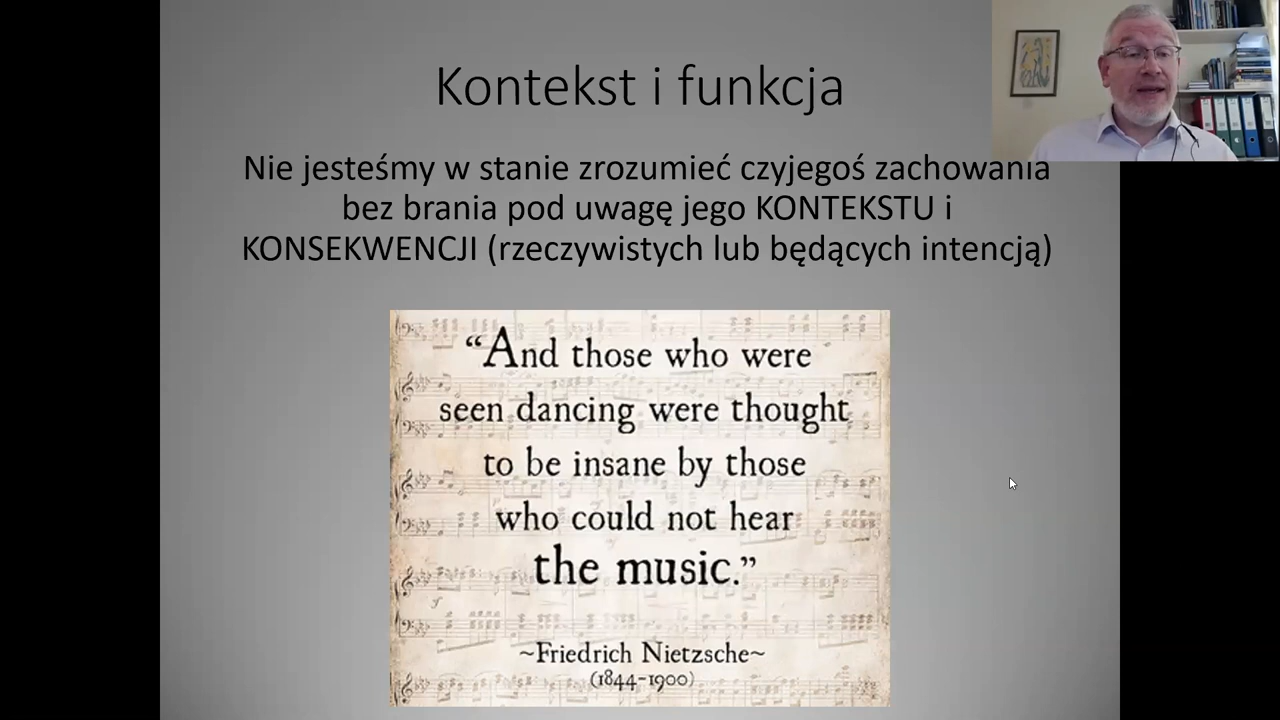 Kontekst i funkcja
Nie jesteśmy w stanie zrozumieć czyjegoś zachowania
bez brania pod uwagę jego KONTEKSTU i
KONSEKWENCJI (rzeczywistych lub będących intencją)
“And those who were
seen dancing were thought
to be insane by those
who could not hear
the music.”
~Friedrich Nietzsche~
(1844-1900)